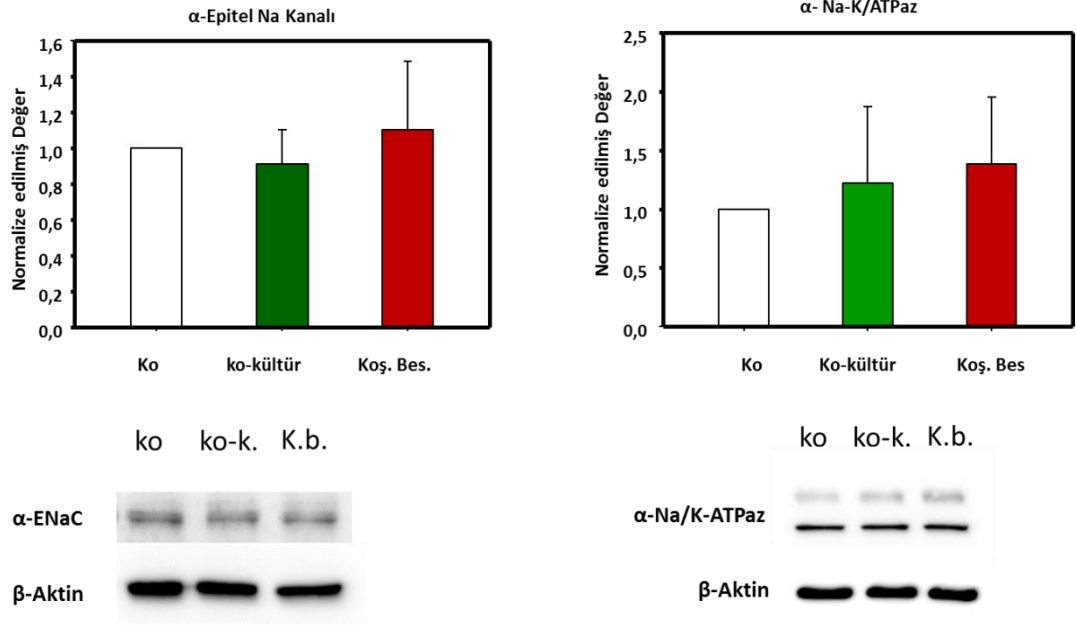 α-Epitel Na Kanalı
Normalize edilmiş Değer
1,6
1,4
1,2
1,0
0,8
0,6
0,4
0,2
0,0
Ko ko-kültür Koş. Bes.
α- Na-K/ATPaz
Normalize edilmiş Değer
2,5
2,0
1,5
1,0
0,5
0,0
Ko Ko-kültür Koş. Bes
ko ko-k. K.b.
α-ENaC
β-Aktin
ko ko-k. K.b.
α-Na/K-ATPaz
β-Aktin